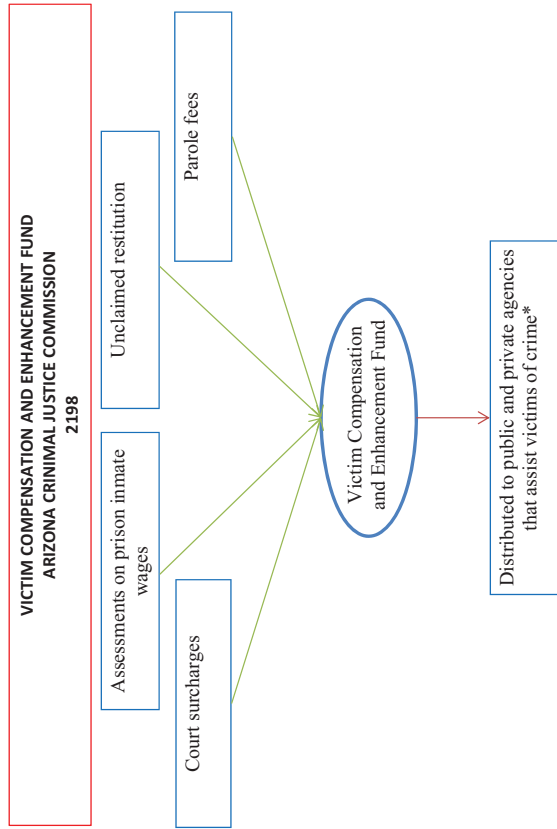 VICTIM COMPENSATION AND ENHANCEMENT FUND
ARIZONA CRINIMAL JUSTICE COMMISSION
2198
Assessments on prison inmate
wages
Unclaimed restitution
Court surcharges
Parole fees
Victim Compensation
and Enhancement Fund
Distributed to public and private agencies
that assist victims of crime*